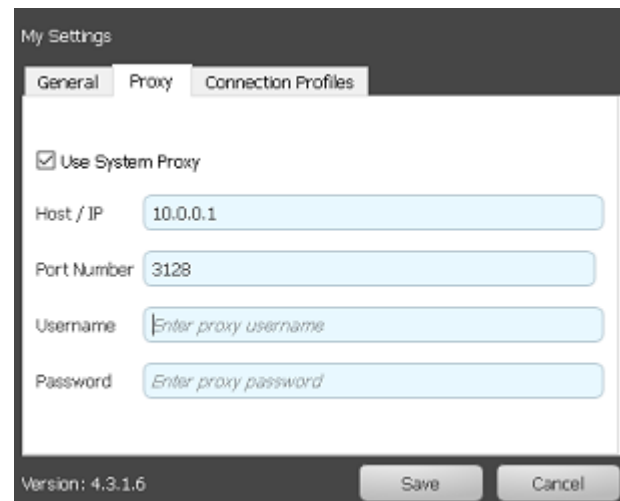 My Settings
General Proxy Connection Profiles
Use System Proxy
Host / IP 10.0.0.1
Port Number 3128
Username Enter proxy username
Password Enter proxy password
Version: 4.3.1.6 Save Cancel